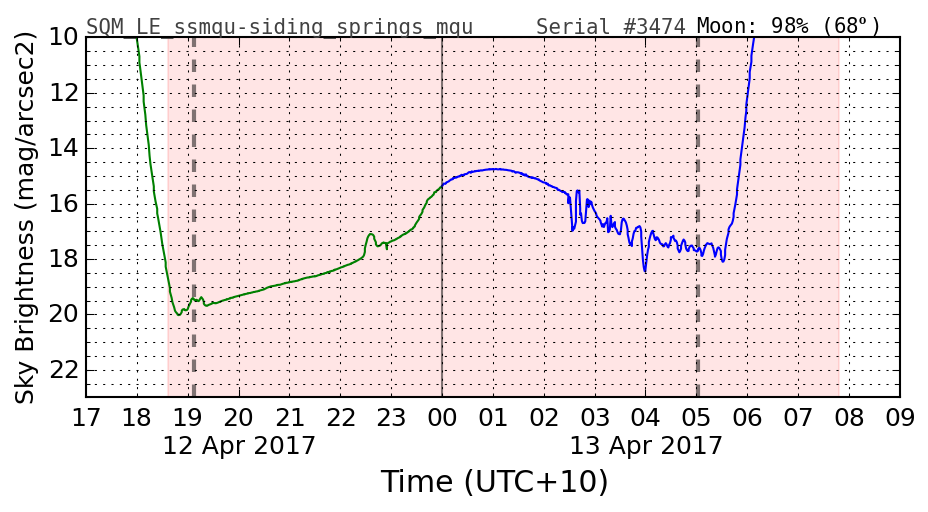 SQM_LE_ssmqu-siding_springs_mqu Serial #3474 Moon: 98% (68°)
10
12
14
16
18
20
22
Sky Brightness (mag/arcsec2)
17 18 19 20 21 22 23 00 01 02 03 04 05 06 07 08 09
12 Apr 2017 13 Apr 2017
Time (UTC+10)